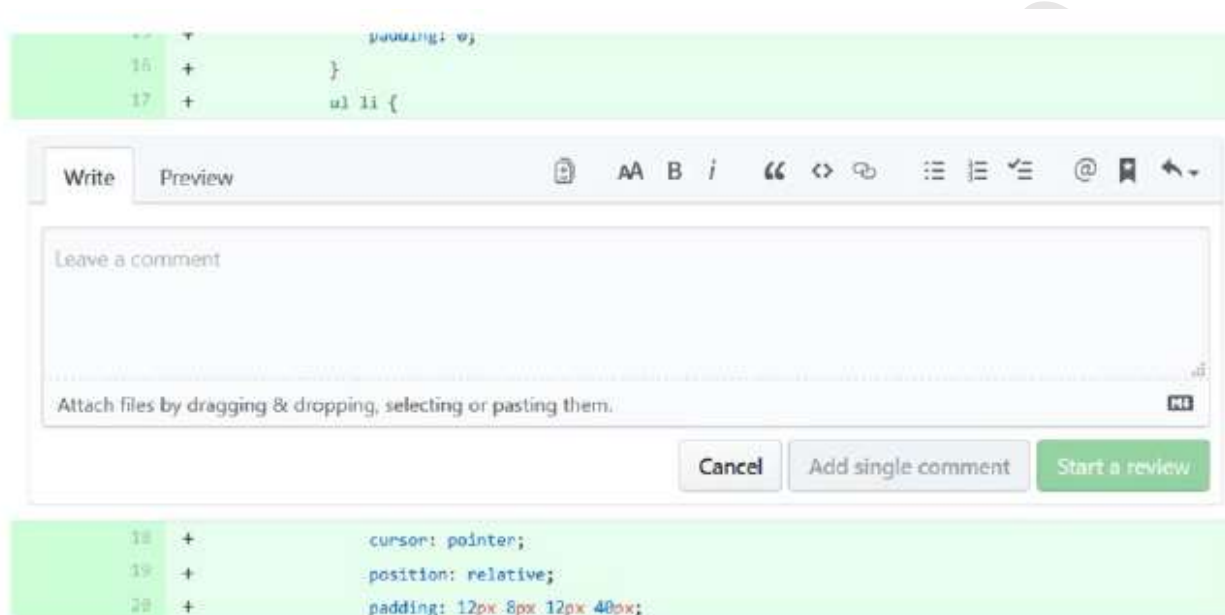 15 + padding: 0;
16 + }
17 + ul li {
Write Preview AA B i “ <> @
Leave a comment
Attach files by dragging & dropping, selecting or pasting them.
Cancel Add single comment Start a review
18 + cursor: pointer;
19 + position: relative;
20 + padding: 12px 8px 12px 40px;